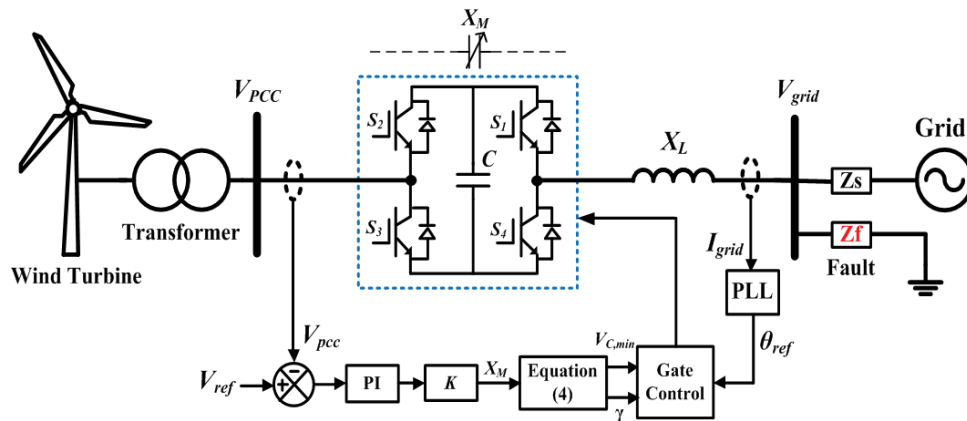 X_M
V_PCC
V_grid
Grid
S_2
S_1
C
X_L
Zs
S_3
S_4
Transformer
I_grid
Zf
Fault
Wind Turbine
PLL
V_pcc
θ_ref
V_C,min
V_ref
PI
K
X_M
Equation
(4)
Gate
Control
γ